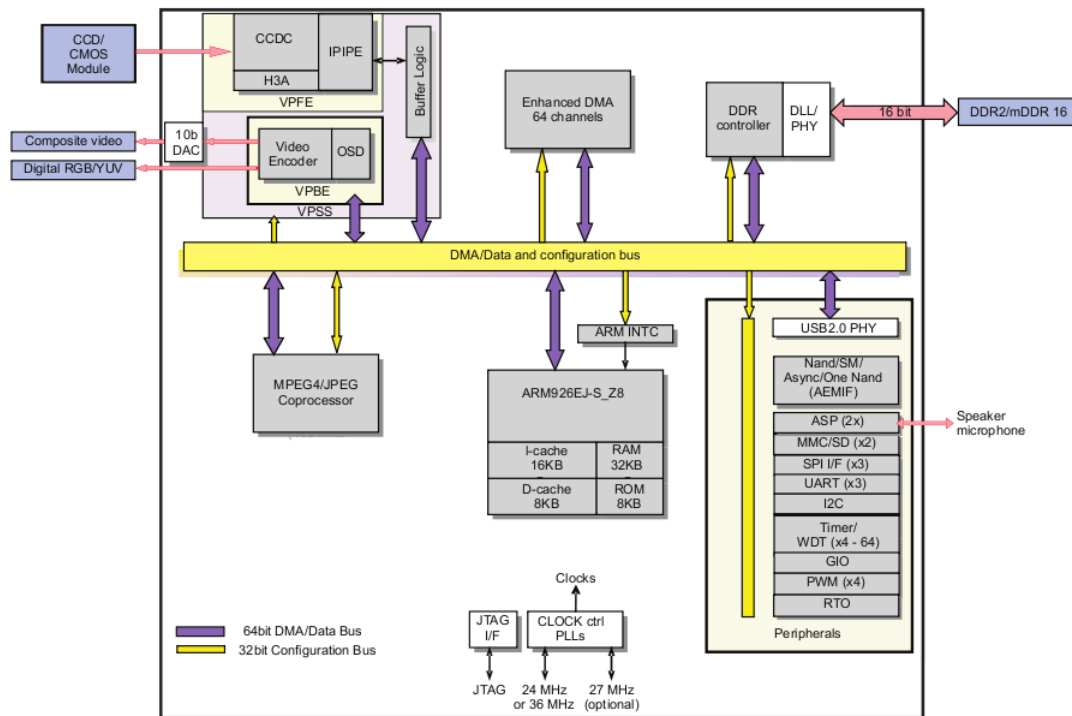 CCD/
CMOS
Module
CCDC
IPIPE
H3A
VPFE
Buffer Logic
Enhanced DMA
64 channels
DDR
controller
DLL/
PHY
16 bit
DDR2/mDDR 16
Composite video
10b
DAC
Digital RGB/YUV
Video
Encoder
OSD
VPBE
VPSS
DMA/Data and configuration bus
MPEG4/JPEG
Coprocessor
ARM INTC
ARM926EJ-S_Z8
I-cache
16KB
RAM
32KB
D-cache
8KB
ROM
8KB
USB2.0 PHY
Nand/SM/
Async/One Nand
(AEMIF)
ASP (2x)
Speaker
microphone
MMC/SD (x2)
SPI I/F (x3)
UART (x3)
I2C
Timer/
WDT (x4 - 64)
GIO
PWM (x4)
RTO
Peripherals
64bit DMA/Data Bus
32bit Configuration Bus
Clocks
JTAG
I/F
CLOCK ctrl
PLLs
JTAG
24 MHz
or 36 MHz
27 MHz
(optional)